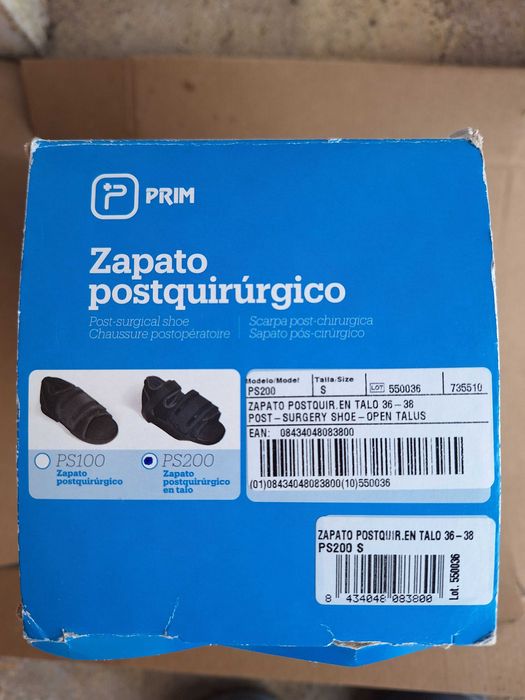 PRIM
Zapato
postquirúrgico
Post-surgical shoe
Chaussure postopératoire
Scarpa post-chirurgica
Sapato pós-cirúrgico
PS100
Zapato
postquirúrgico
PS200
Zapato
postquirúrgico
en talo
Modelo/Model
PS200
Talla/Size
S
LOT 550036
735510
ZAPATO POSTQUIR.EN TALO 36-38
POST-SURGERY SHOE-OPEN TALUS
EAN: 08434048083800
(01)08434048083800(10)550036
ZAPATO POSTQUIR.EN TALO 36-38
PS200 S
8 434048 083800
Lot. 550036